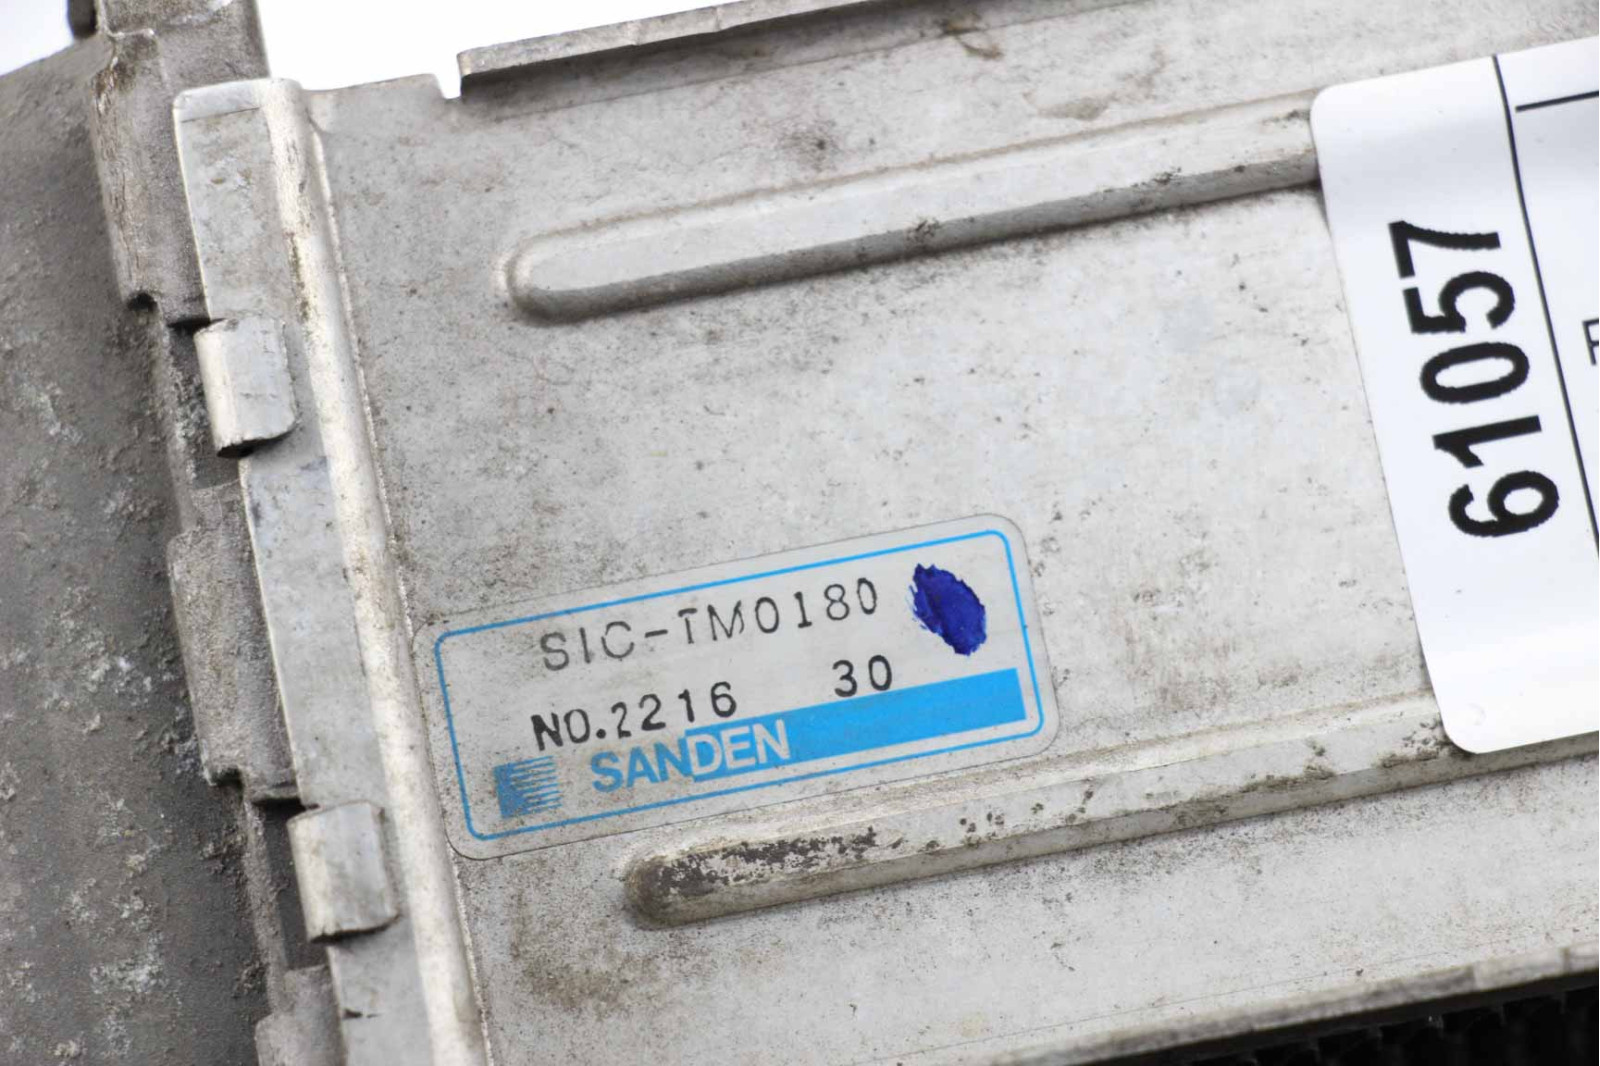 SIC-TM0180
NO.2216 30
SANDEN
61057